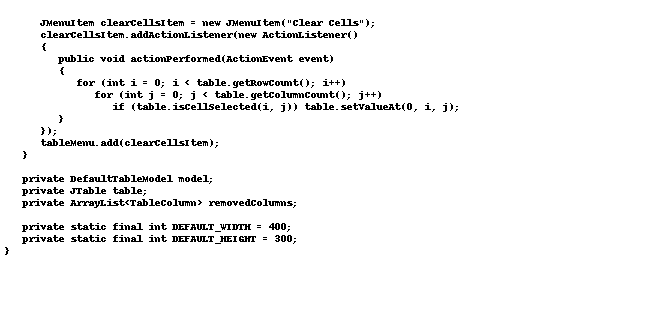 JMenuItem clearCellsItem = new JMenuItem("Clear Cells");
clearCellsItem.addActionListener(new ActionListener()
{
public void actionPerformed(ActionEvent event)
{
for (int i = 0; i < table.getRowCount(); i++)
for (int j = 0; j < table.getColumnCount(); j++)
if (table.isCellSelected(i, j)) table.setValueAt(0, i, j);
}
});
tableMenu.add(clearCellsItem);
}
private DefaultTableModel model;
private JTable table;
private ArrayList<TableColumn> removedColumns;
private static final int DEFAULT_WIDTH = 400;
private static final int DEFAULT_HEIGHT = 300;
}